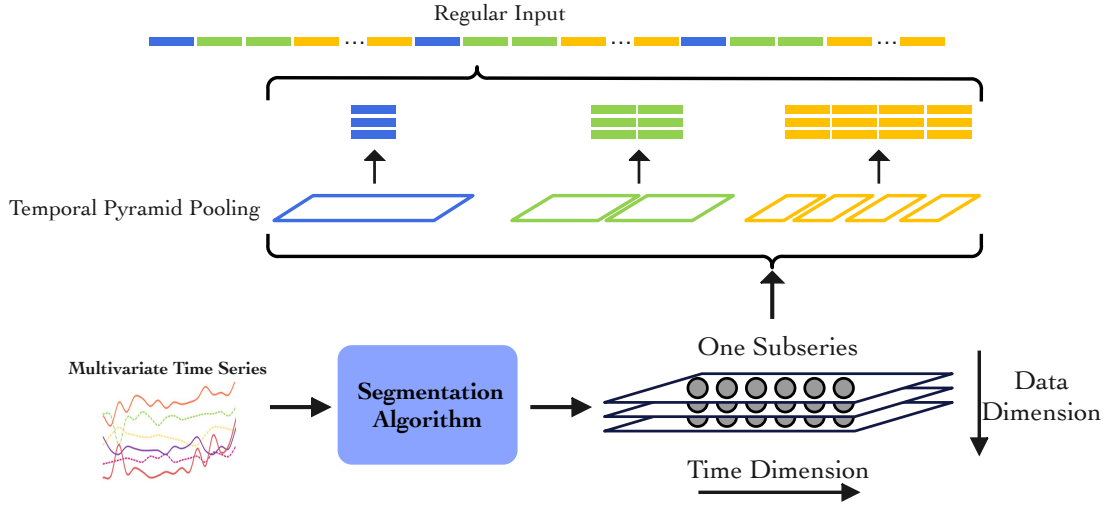 Regular Input
... ... ...
Temporal Pyramid Pooling
One Subseries
Multivariate Time Series
Segmentation
Algorithm
Data
Dimension
Time Dimension